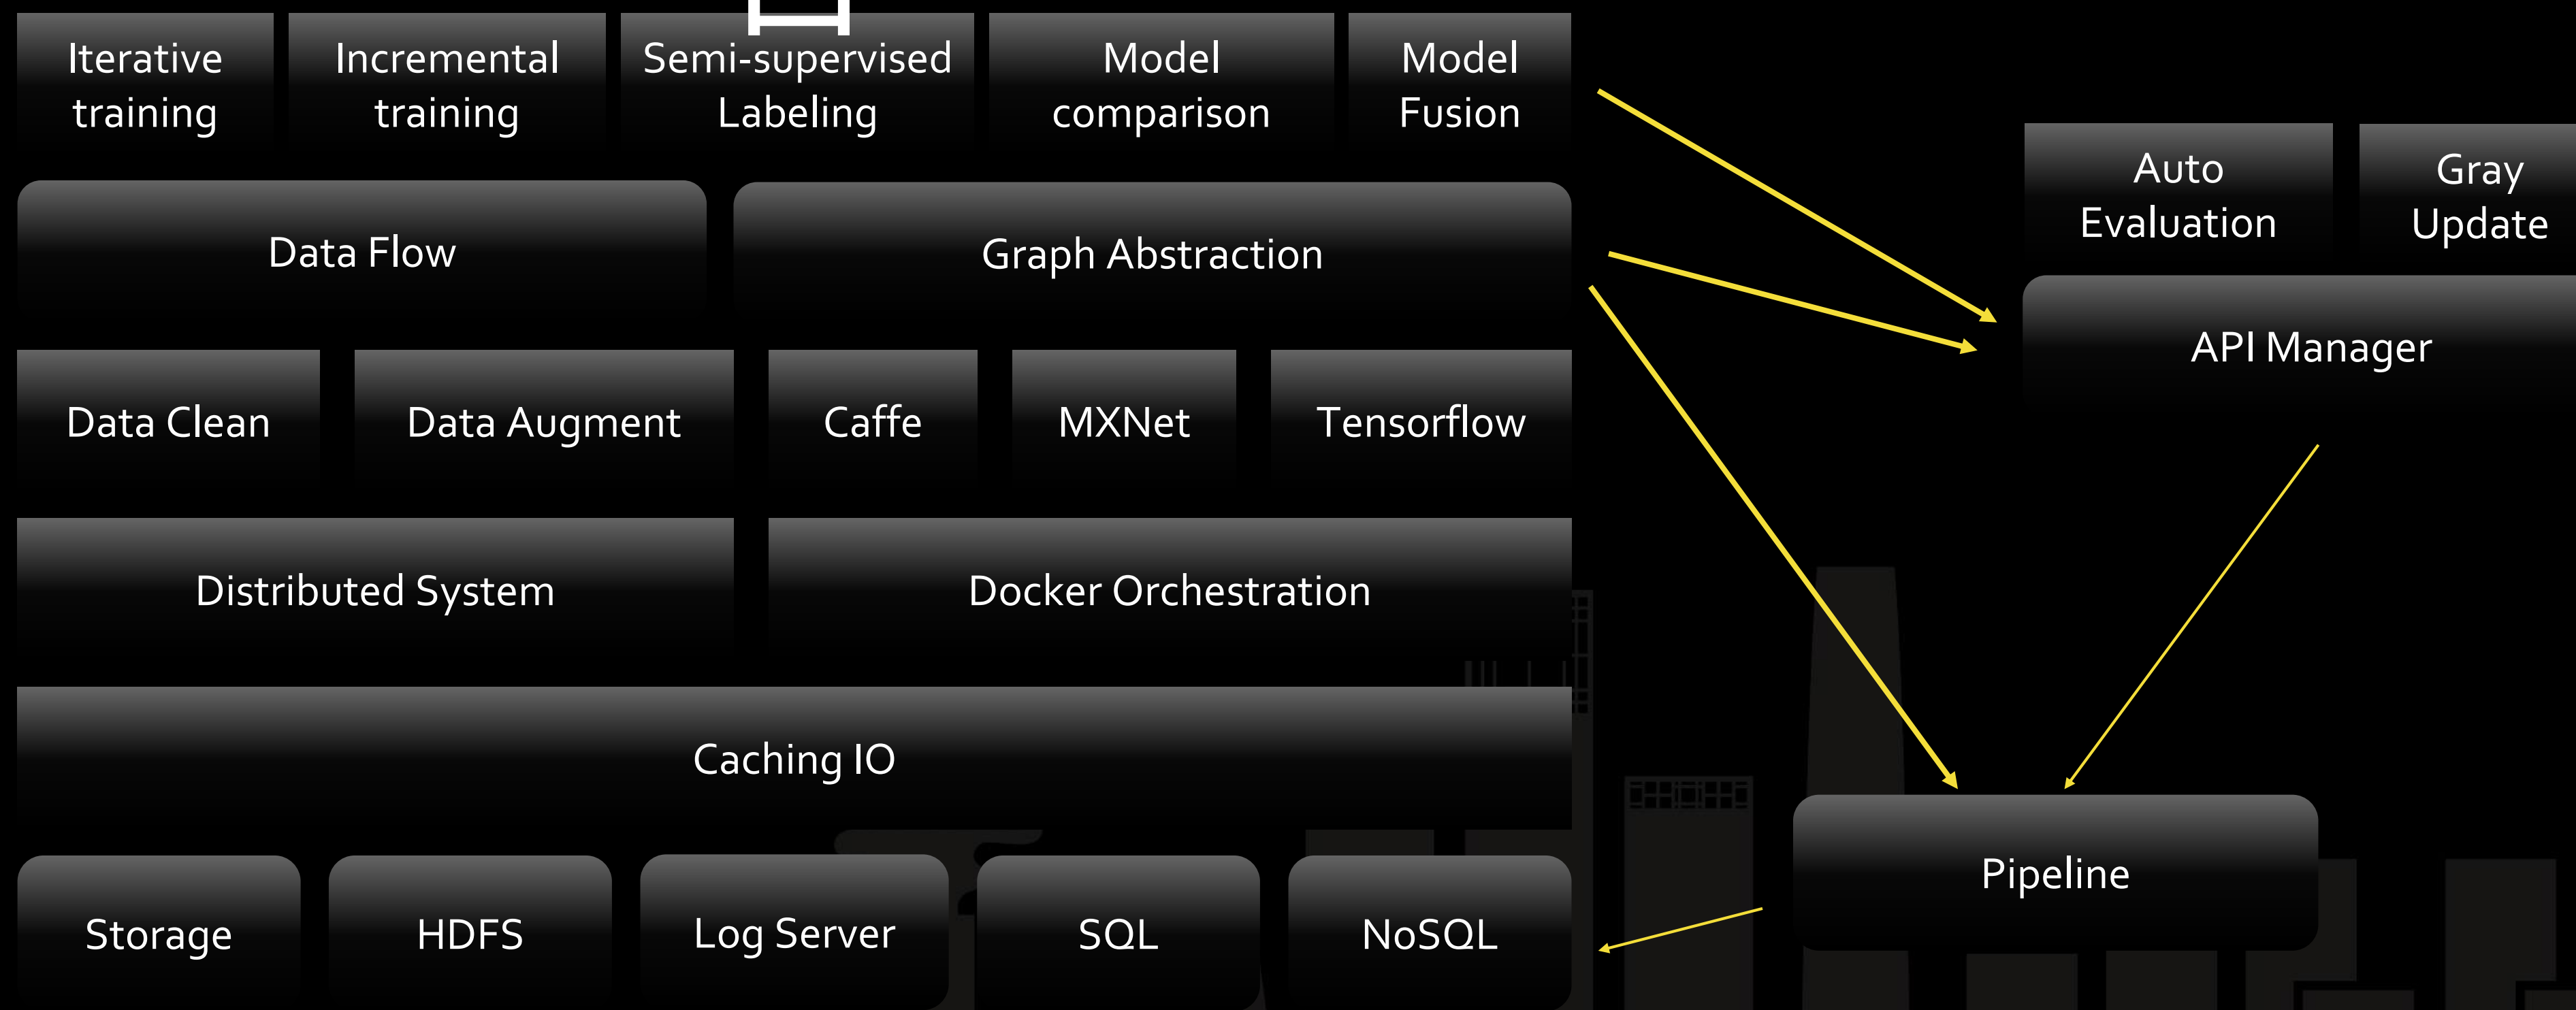 Iterative
training
Incremental
training
Semi-supervised
Labeling
Model
comparison
Model
Fusion
Auto
Evaluation
Gray
Update
Data Flow
Graph Abstraction
API Manager
Data Clean
Data Augment
Caffe
MXNet
Tensorflow
Distributed System
Docker Orchestration
Caching IO
Pipeline
Storage
HDFS
Log Server
SQL
NoSQL